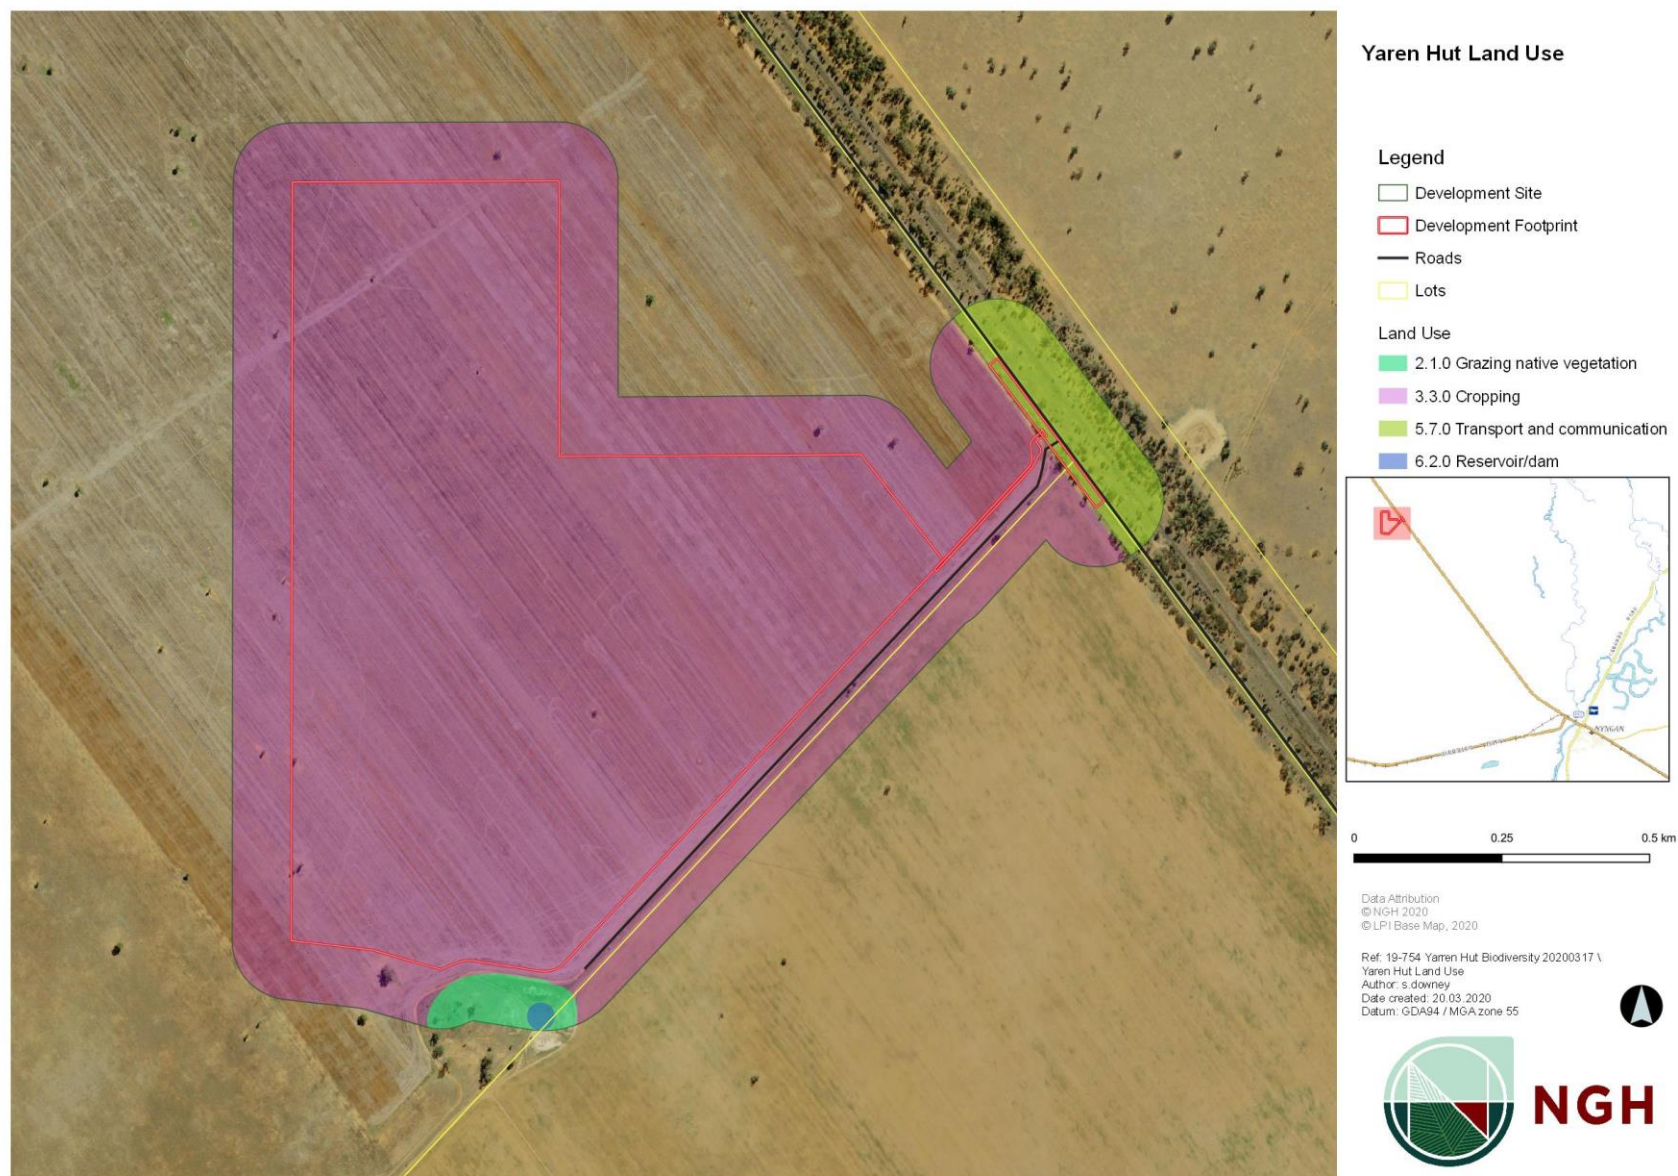 Yaren Hut Land Use
Legend
Development Site
Development Footprint
Roads
Lots
Land Use
2.1.0 Grazing native vegetation
3.3.0 Cropping
5.7.0 Transport and communication
6.2.0 Reservoir/dam
NYNGAN
0 0.25 0.5 km
Data Attribution
© NGH 2020
© LPI Base Map, 2020
Ref: 19-754 Yarren Hut Biodiversity 20200317 \
Yaren Hut Land Use
Author: s.downey
Date created: 20.03.2020
Datum: GDA94 / MGA zone 55
NGH